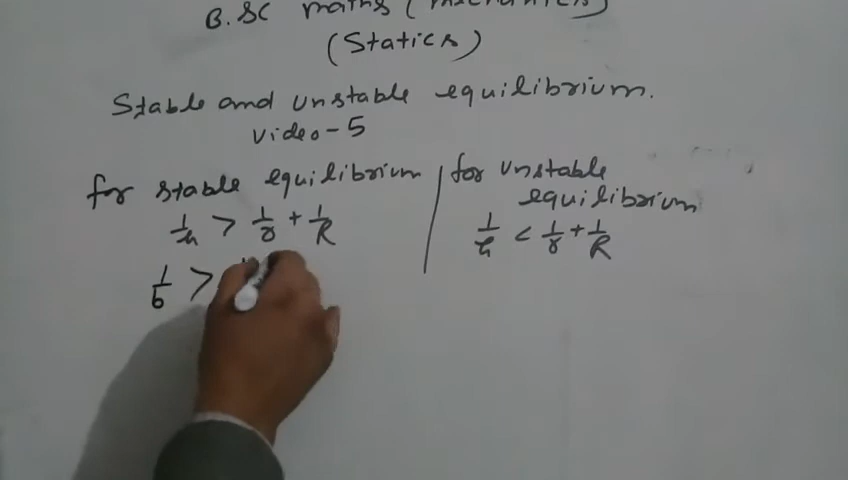 B.SC maths (mechanics)
(Statics)
Stable and unstable equilibrium.
Video-5
for stable equilibrium
1/h > 1/r + 1/R
1/b >
for unstable
equilibrium
1/h < 1/r + 1/R